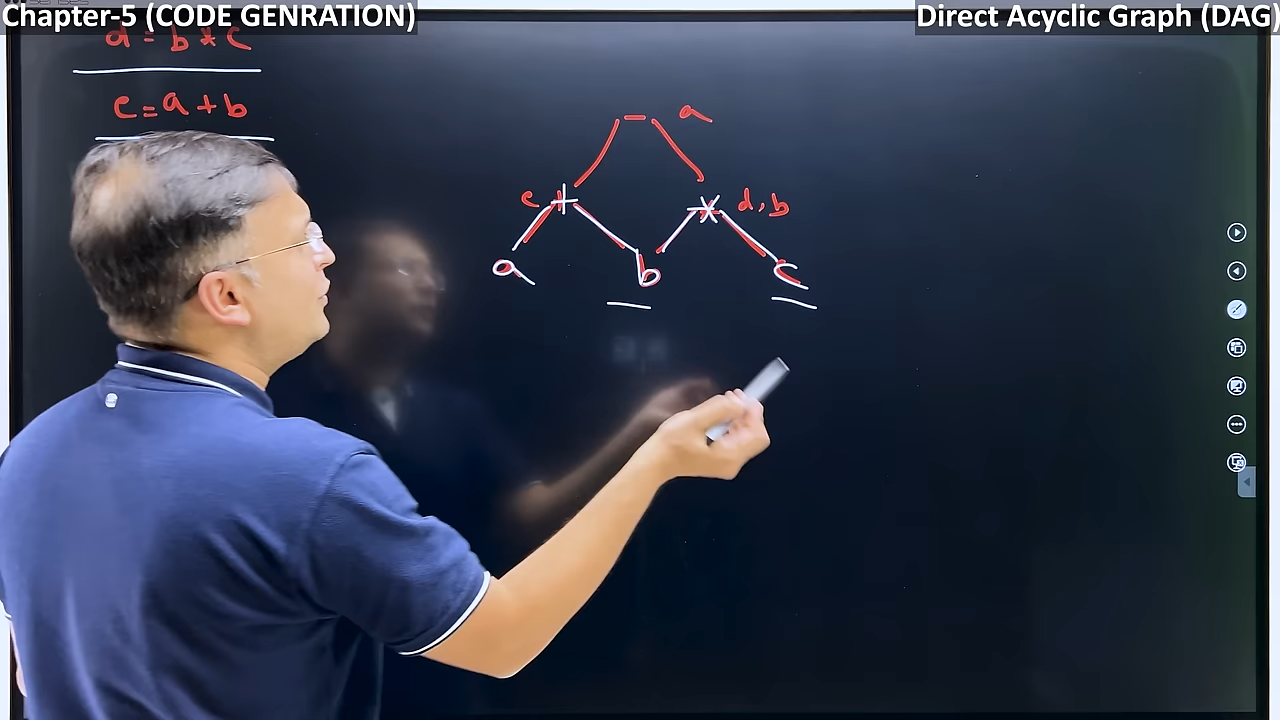 Chapter-5 (CODE GENRATION)
Direct Acyclic Graph (DAG)
d = b * c
e = a + b
- a
e + * d, b
a b c